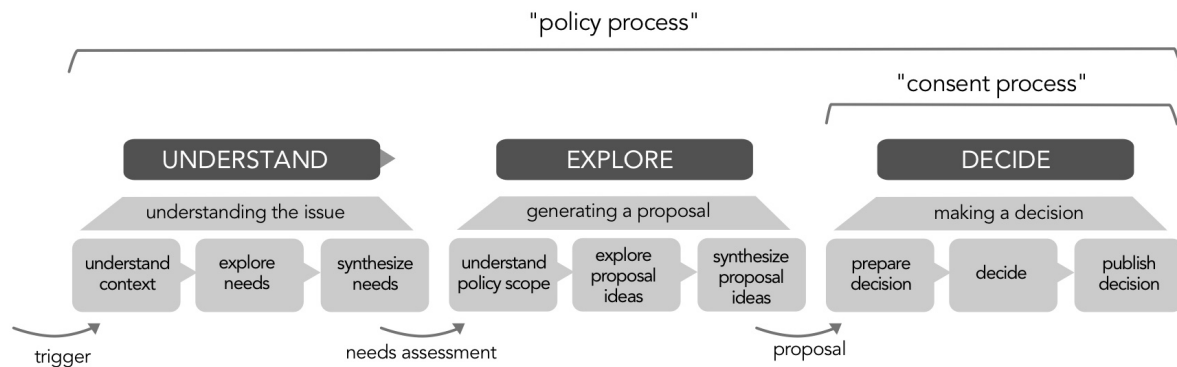 "policy process"
"consent process"
UNDERSTAND
EXPLORE
DECIDE
understanding the issue
generating a proposal
making a decision
understand
context
explore
needs
synthesize
needs
understand
policy scope
explore
proposal
ideas
synthesize
proposal
ideas
prepare
decision
decide
publish
decision
trigger
needs assessment
proposal